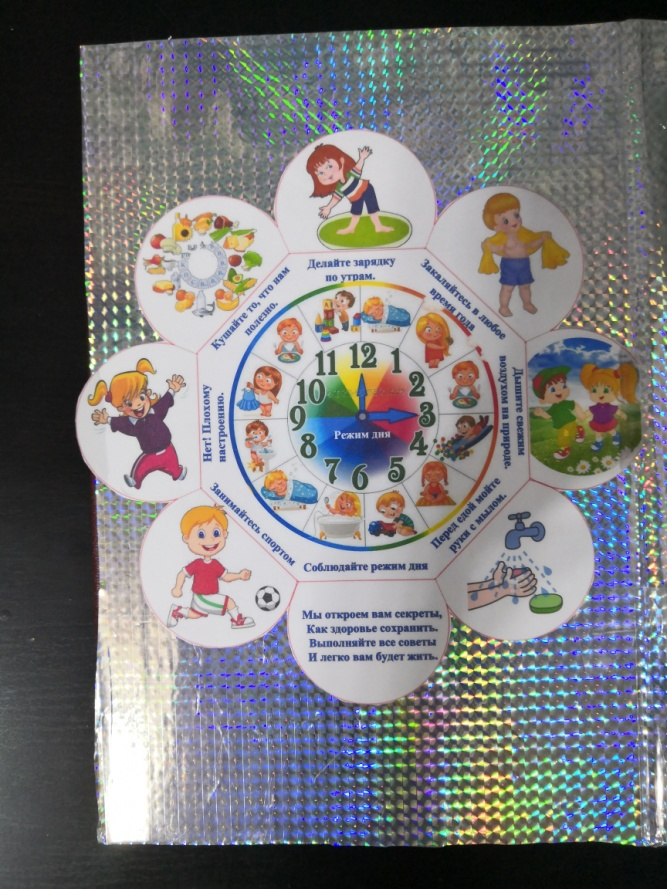 Делайте зарядку
по утрам.
Закаляйтесь в любое
время года
Дышите свежим
воздухом на природе.
Перед едой мойте
руки с мылом.
Соблюдайте режим дня
Занимайтесь спортом
Нет! Плохому
настроению.
Кушайте то, что нам
полезно.
12
1
2
3
4
5
6
7
8
9
10
11
Режим дня
Мы откроем вам секреты,
Как здоровье сохранить.
Выполняйте все советы
И легко вам будет жить.